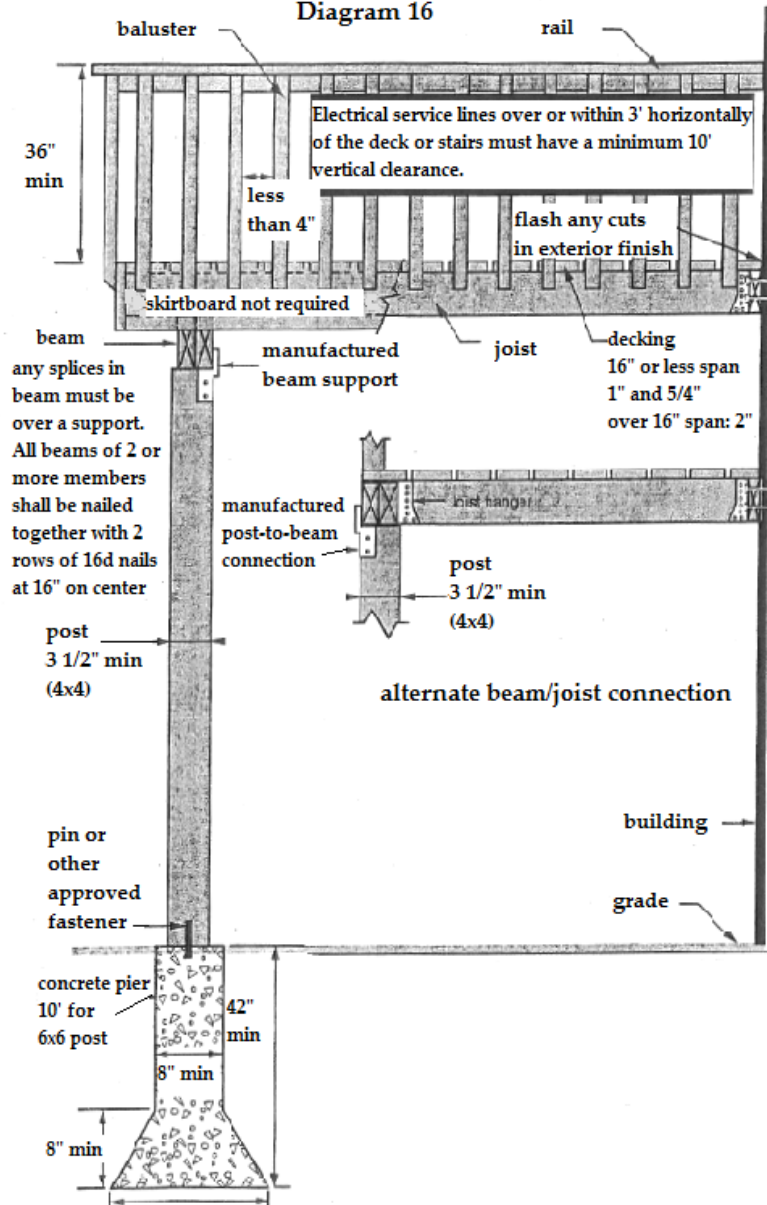 Diagram 16
baluster
rail
Electrical service lines over or within 3' horizontally
of the deck or stairs must have a minimum 10'
vertical clearance.
36"
min
less
than 4"
flash any cuts
in exterior finish
skirtboard not required
beam
any splices in
beam must be
over a support.
All beams of 2 or
more members
shall be nailed
together with 2
rows of 16d nails
at 16" on center
manufactured
beam support
joist
decking
16" or less span
1" and 5/4"
over 16" span: 2"
joist hanger
manufactured
post-to-beam
connection
post
3 1/2" min
(4x4)
post
3 1/2" min
(4x4)
alternate beam/joist connection
building
pin or
other
approved
fastener
grade
concrete pier
10' for
6x6 post
42"
min
8" min
8" min